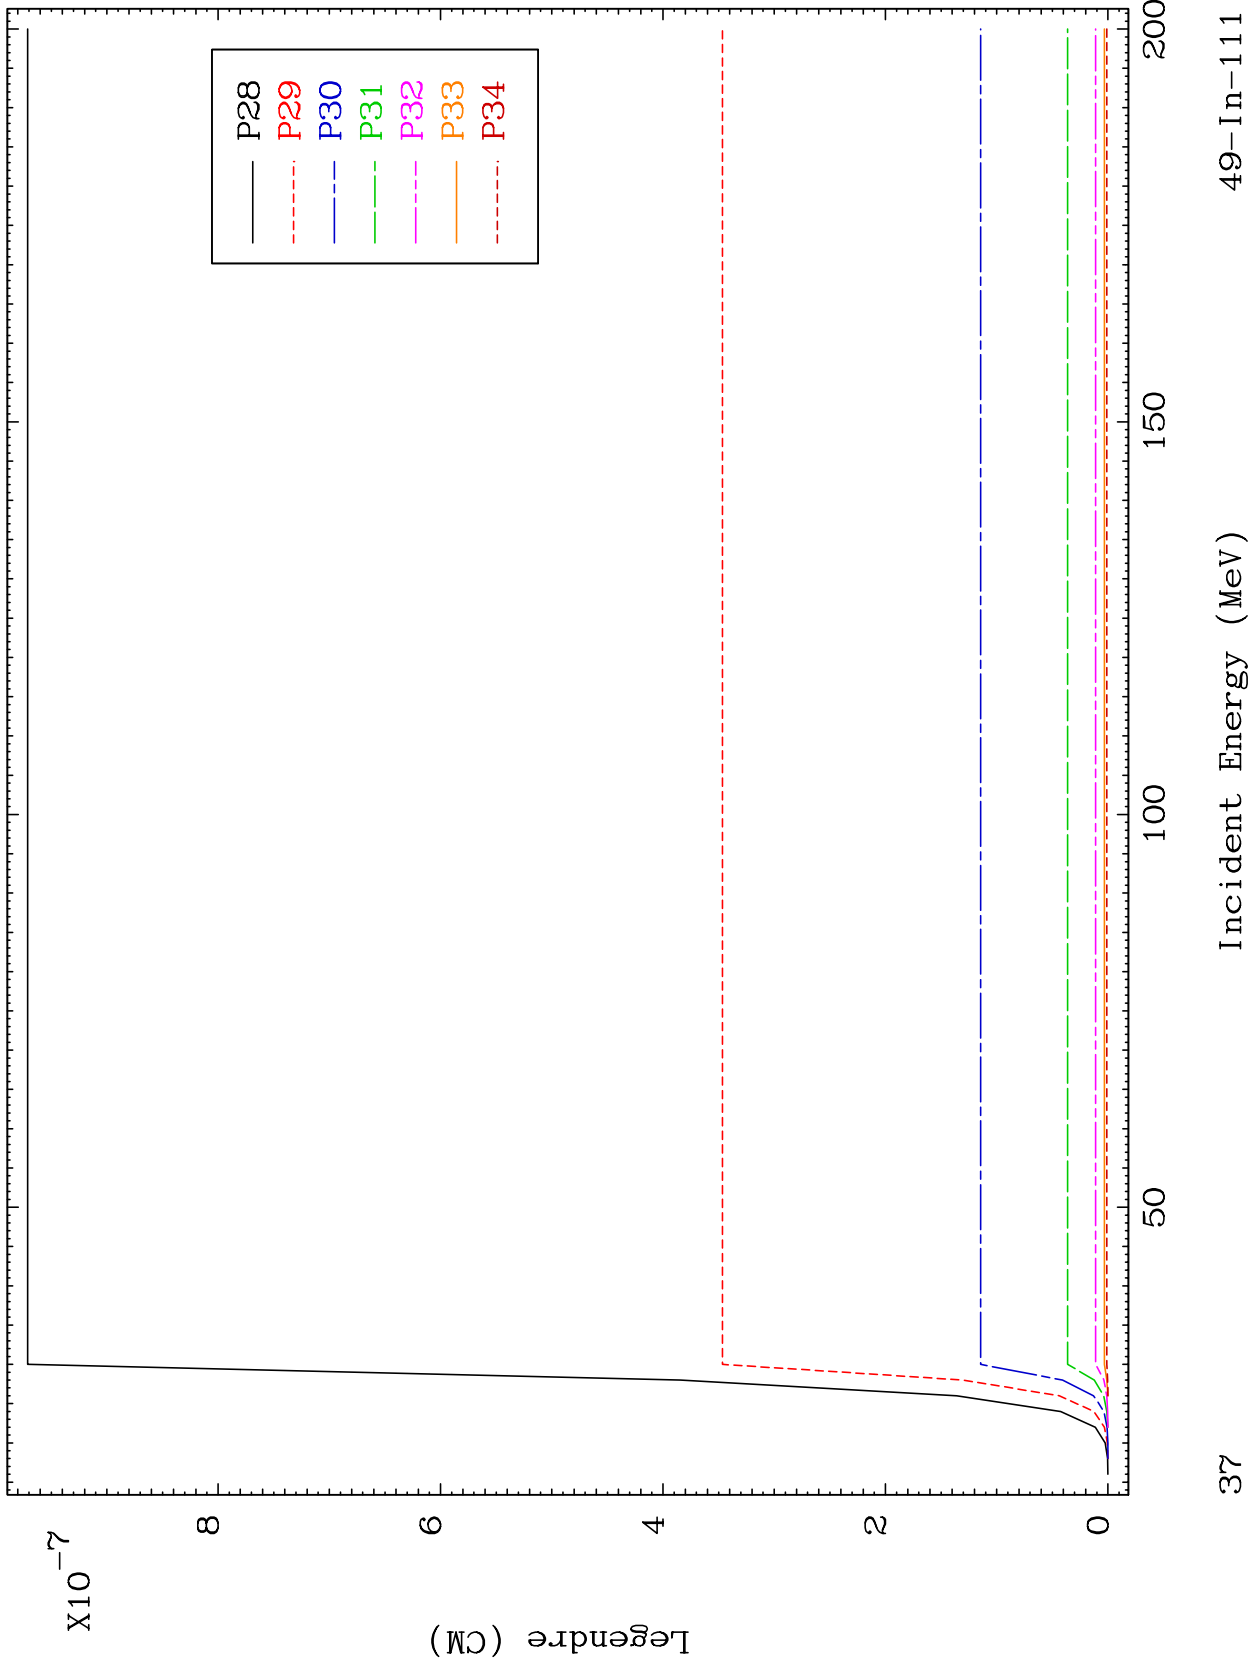 X10-7
8
6
4
2
0
Legendre (CM)
P28
P29
P30
P31
P32
P33
P34
50
100
150
200
Incident Energy (MeV)
37
49-In-111